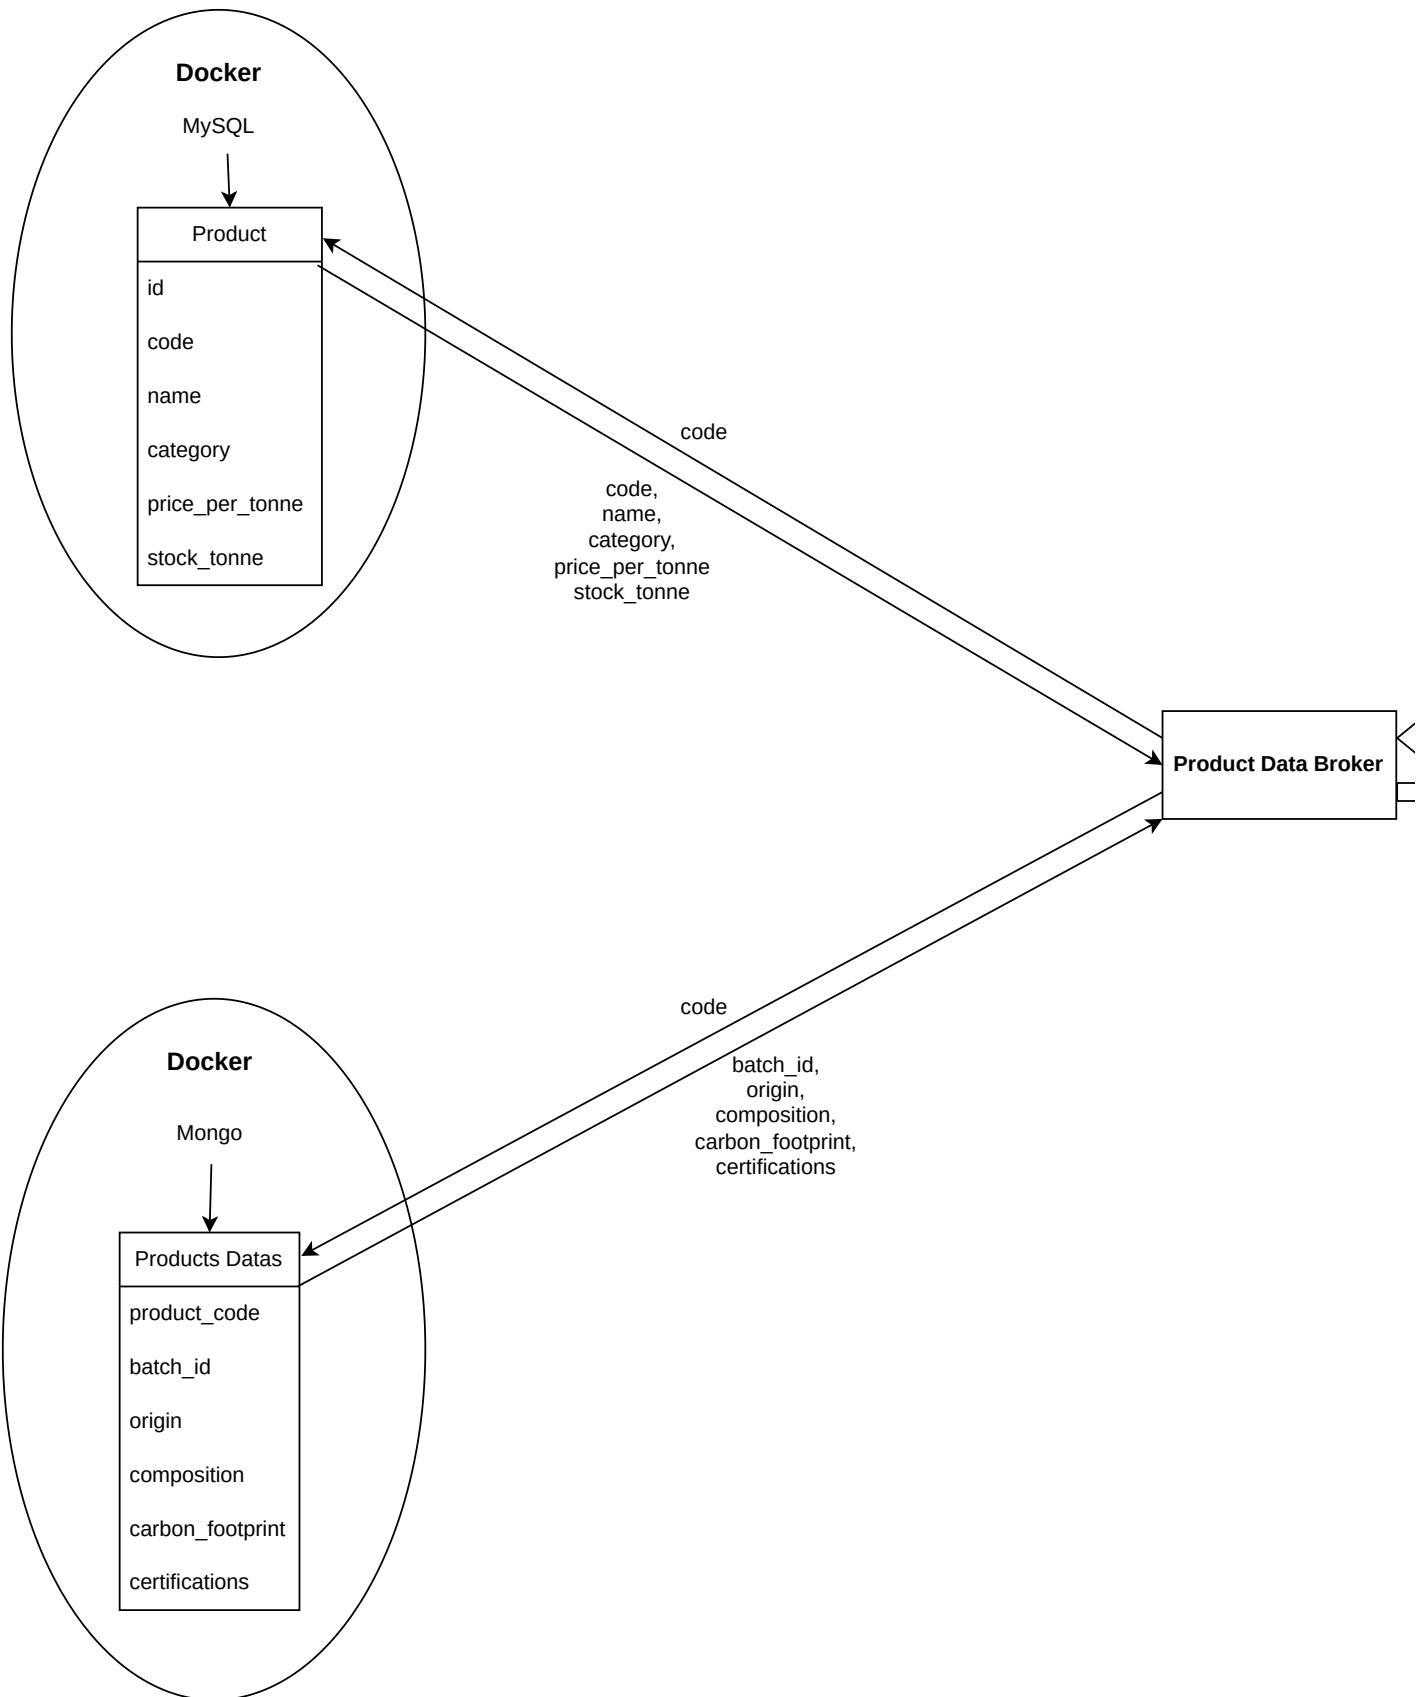 Docker
MySQL
Product
id
code
name
category
price_per_tonne
stock_tonne
code
code,
name,
category,
price_per_tonne
stock_tonne
Product Data Broker
code
batch_id,
origin,
composition,
carbon_footprint,
certifications
Docker
Mongo
Products Datas
product_code
batch_id
origin
composition
carbon_footprint
certifications